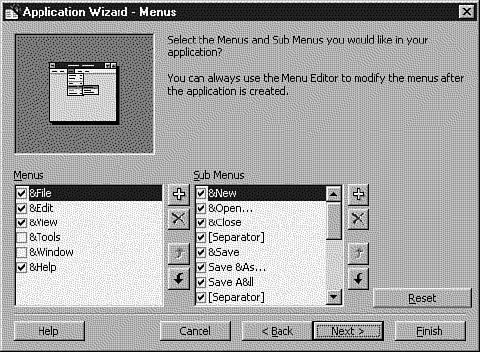 Application Wizard - Menus
Select the Menus and Sub Menus you would like in your
application?
You can always use the Menu Editor to modify the menus after
the application is created.
Menus
&File
&Edit
&View
&Tools
&Window
&Help
Sub Menus
&New
&Open...
&Close
[Separator]
&Save
Save &As...
Save A&ll
[Separator]
Reset
Help
Cancel
< Back
Next >
Finish